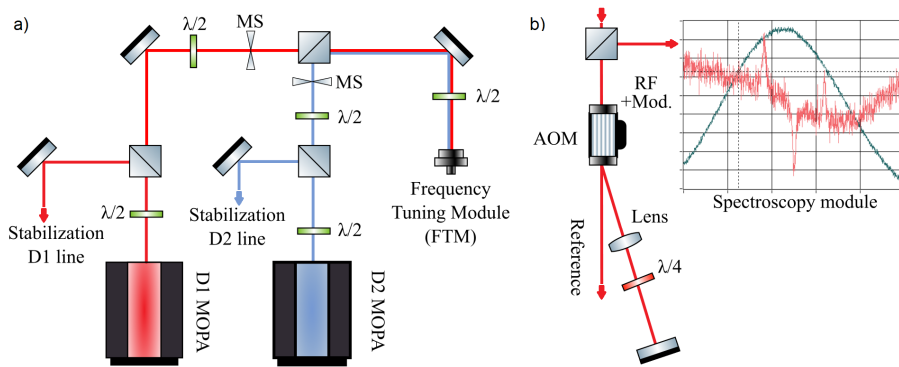 a)
λ/2
MS
MS
λ/2
λ/2
λ/2
λ/2
Stabilization
D1 line
Stabilization
D2 line
Frequency
Tuning Module
(FTM)
D1 MOPA
D2 MOPA
b)
RF
+Mod.
AOM
Spectroscopy module
Lens
Reference
λ/4